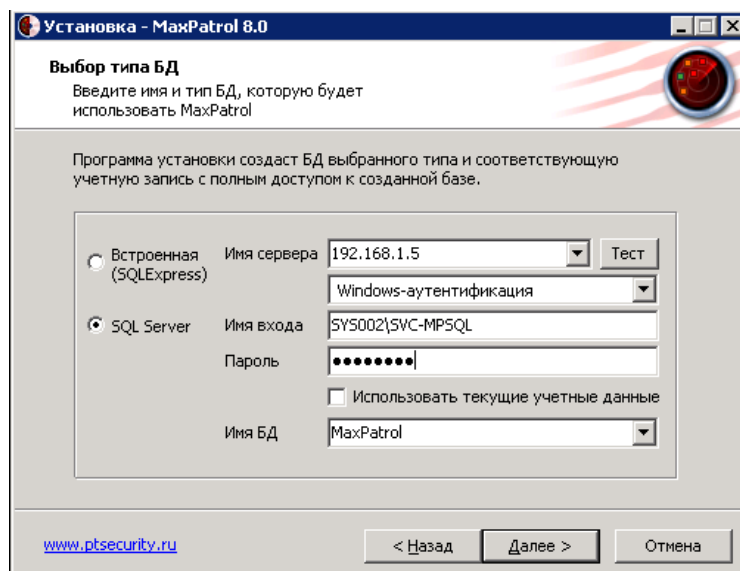 Установка - MaxPatrol 8.0
Выбор типа БД
Введите имя и тип БД, которую будет
использовать MaxPatrol
Программа установки создаст БД выбранного типа и соответствующую
учетную запись с полным доступом к созданной базе.
Встроенная
(SQLExpress)
Имя сервера 192.168.1.5 Тест
Windows-аутентификация
SQL Server Имя входа SYS002\SVC-MPSQL
Пароль ●●●●●●●●
Использовать текущие учетные данные
Имя БД MaxPatrol
www.ptsecurity.ru < Назад Далее > Отмена